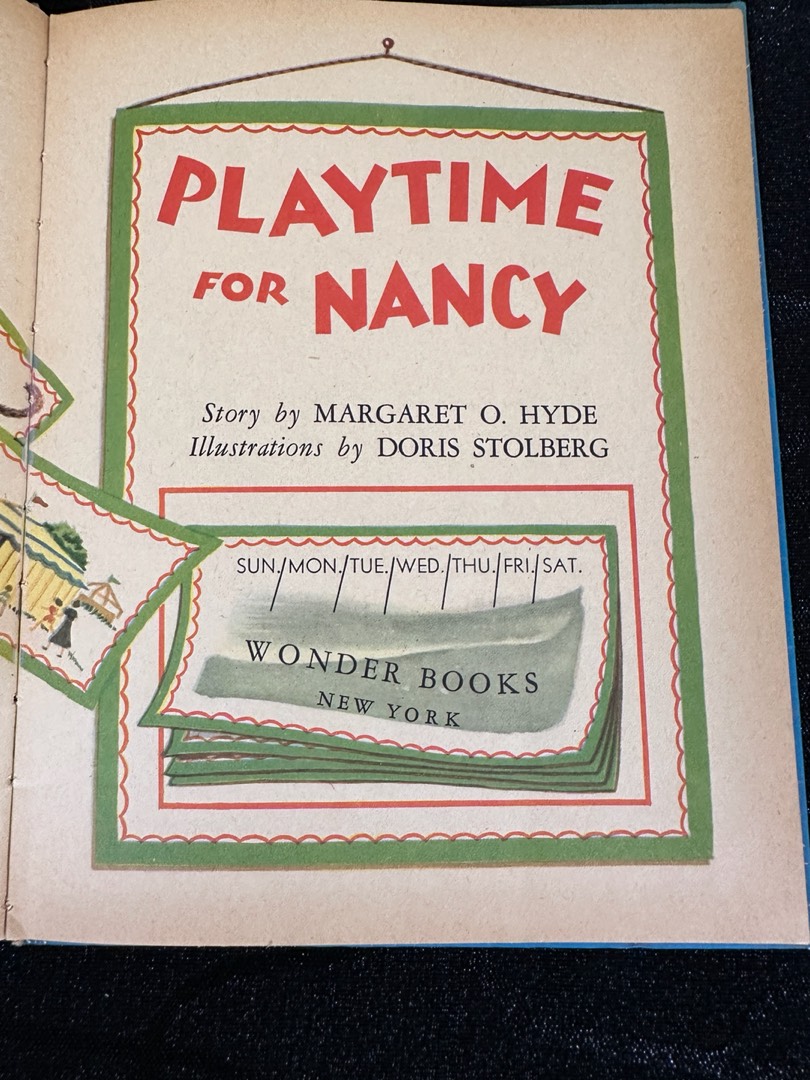 PLAYTIME
FOR NANCY
Story by MARGARET O. HYDE
Illustrations by DORIS STOLBERG
SUN./MON./TUE./WED./THU./FRI./SAT.
WONDER BOOKS
NEW YORK